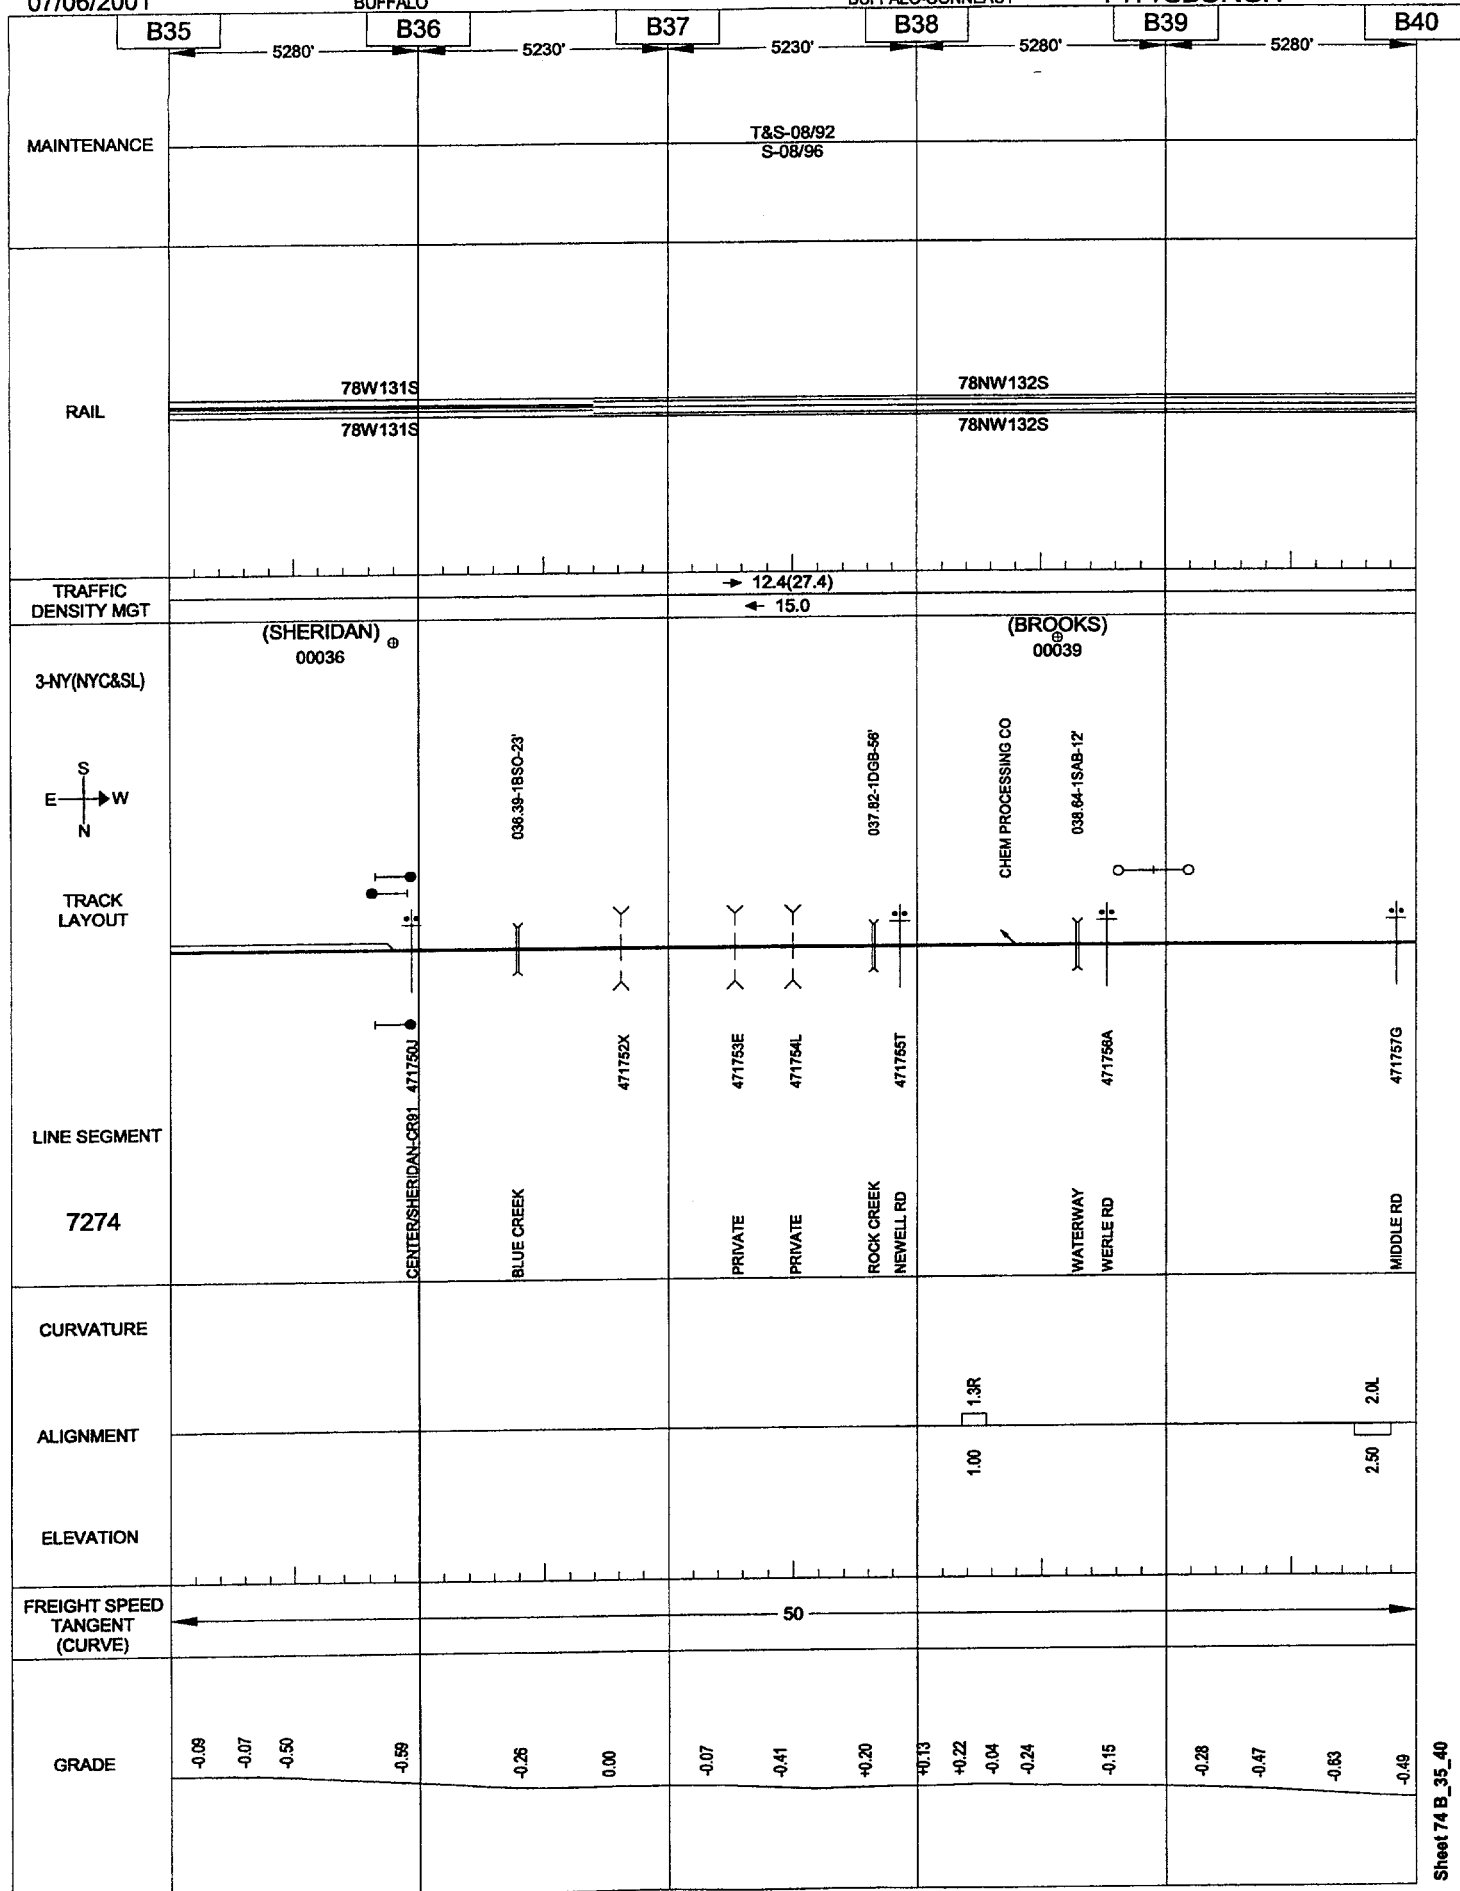 07/06/2001 BUFFALO BUFFALO-CONNEAUT PITTSBURGH
B35 B36 B37 B38 B39 B40
5280' 5230' 5230' 5280' 5280'
MAINTENANCE
T&S-08/92
S-08/96
RAIL
78W131S 78NW132S
78W131S 78NW132S
TRAFFIC
DENSITY MGT
12.4(27.4)
15.0
(SHERIDAN)
00036
(BROOKS)
00039
3-NY(NYC&SL)
S
E W
N
036.39-1BSO-23'
037.82-1DGB-56'
CHEM PROCESSING CO
038.64-1SAB-12'
TRACK
LAYOUT
LINE SEGMENT
7274
CENTER/SHERIDAN-CR91 471750J
BLUE CREEK
471752X
PRIVATE 471753E
PRIVATE 471754L
ROCK CREEK
NEWELL RD 471755T
WATERWAY
WERLE RD 471756A
MIDDLE RD 471757G
CURVATURE
1.3R 2.0L
ALIGNMENT
1.00 2.50
ELEVATION
FREIGHT SPEED
TANGENT
(CURVE)
50
GRADE
-0.09 -0.07 -0.50 -0.59 -0.26 0.00 -0.07 -0.41 +0.20 +0.13 +0.22 -0.04 -0.24 -0.15 -0.28 -0.47 -0.63 -0.49
Sheet 74 B_35_40